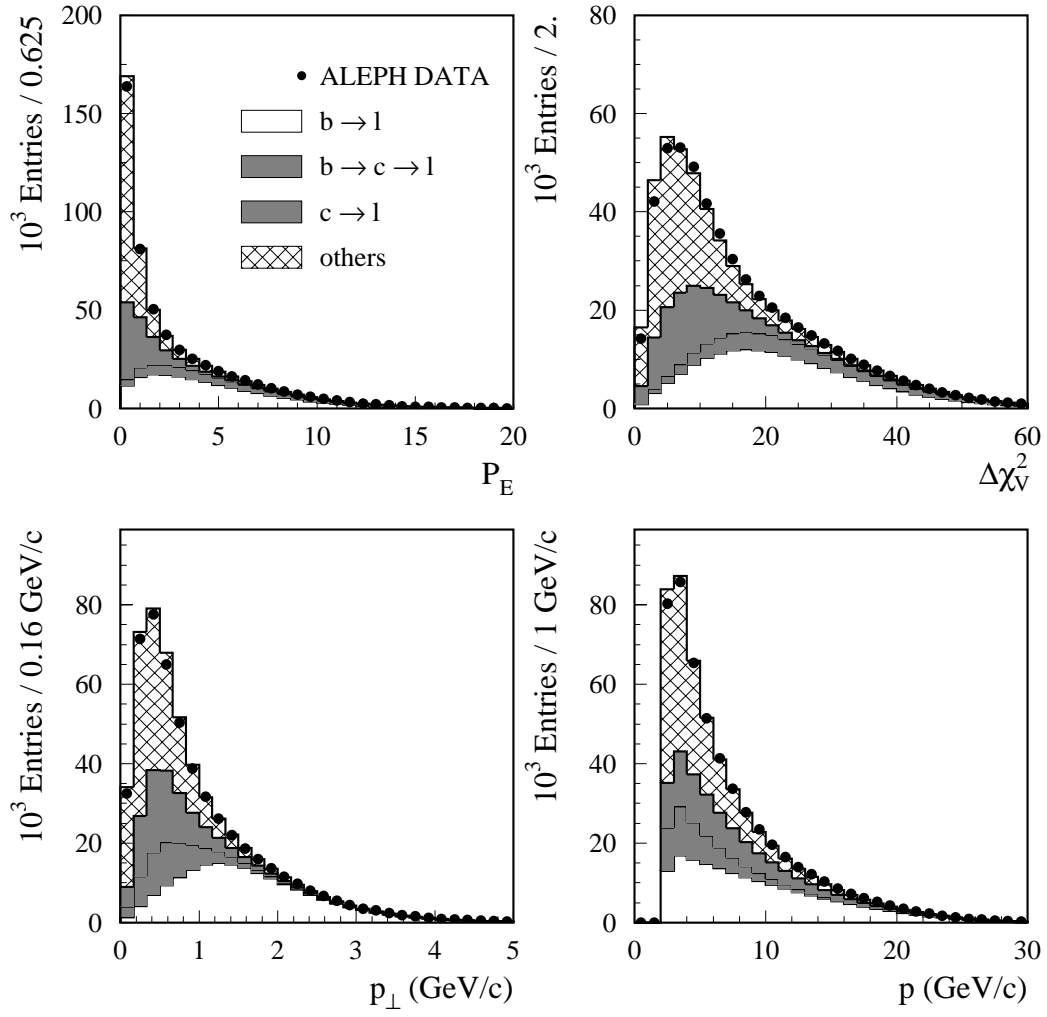 10³ Entries / 0.625
200
150
100
50
0
ALEPH DATA
b → l
b → c → l
c → l
others
0 5 10 15 20
P_E
10³ Entries / 2.
80
60
40
20
0
0 20 40 60
Δχ²_V
10³ Entries / 0.16 GeV/c
80
60
40
20
0
0 1 2 3 4 5
p_⊥ (GeV/c)
10³ Entries / 1 GeV/c
80
60
40
20
0
0 10 20 30
p (GeV/c)